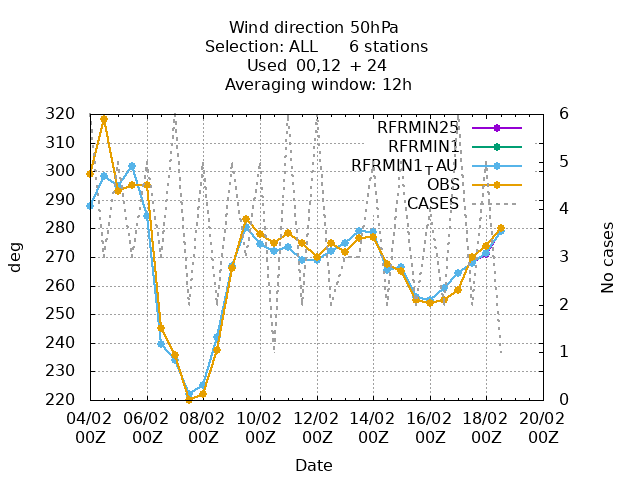 Wind direction 50hPa
Selection: ALL 6 stations
Used 00,12 + 24
Averaging window: 12h
320
310
300
290
280
270
260
250
240
230
220
deg
6
5
4
3
2
1
0
No cases
RFRMIN25
RFRMIN1
RFRMIN1_AU
OBS
CASES
04/02 06/02 08/02 10/02 12/02 14/02 16/02 18/02 20/02
00Z 00Z 00Z 00Z 00Z 00Z 00Z 00Z 00Z
Date